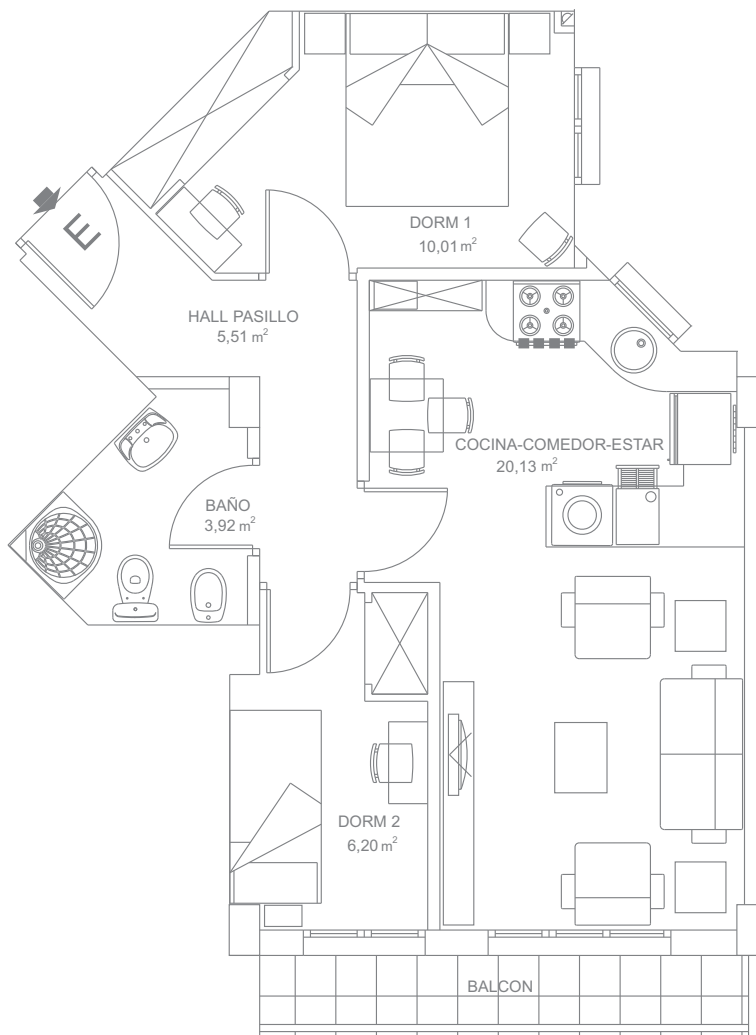 DORM 1
10,01 m²
E
HALL PASILLO
5,51 m²
COCINA-COMEDOR-ESTAR
20,13 m²
BAÑO
3,92 m²
DORM 2
6,20 m²
BALCON